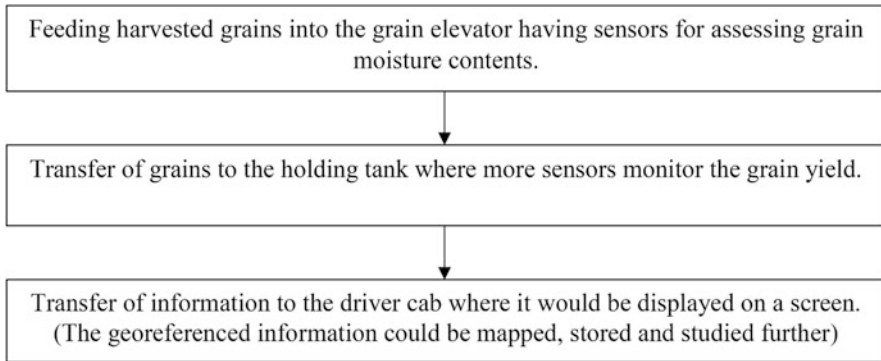 Feeding harvested grains into the grain elevator having sensors for assessing grain
moisture contents.
Transfer of grains to the holding tank where more sensors monitor the grain yield.
Transfer of information to the driver cab where it would be displayed on a screen.
(The georeferenced information could be mapped, stored and studied further)